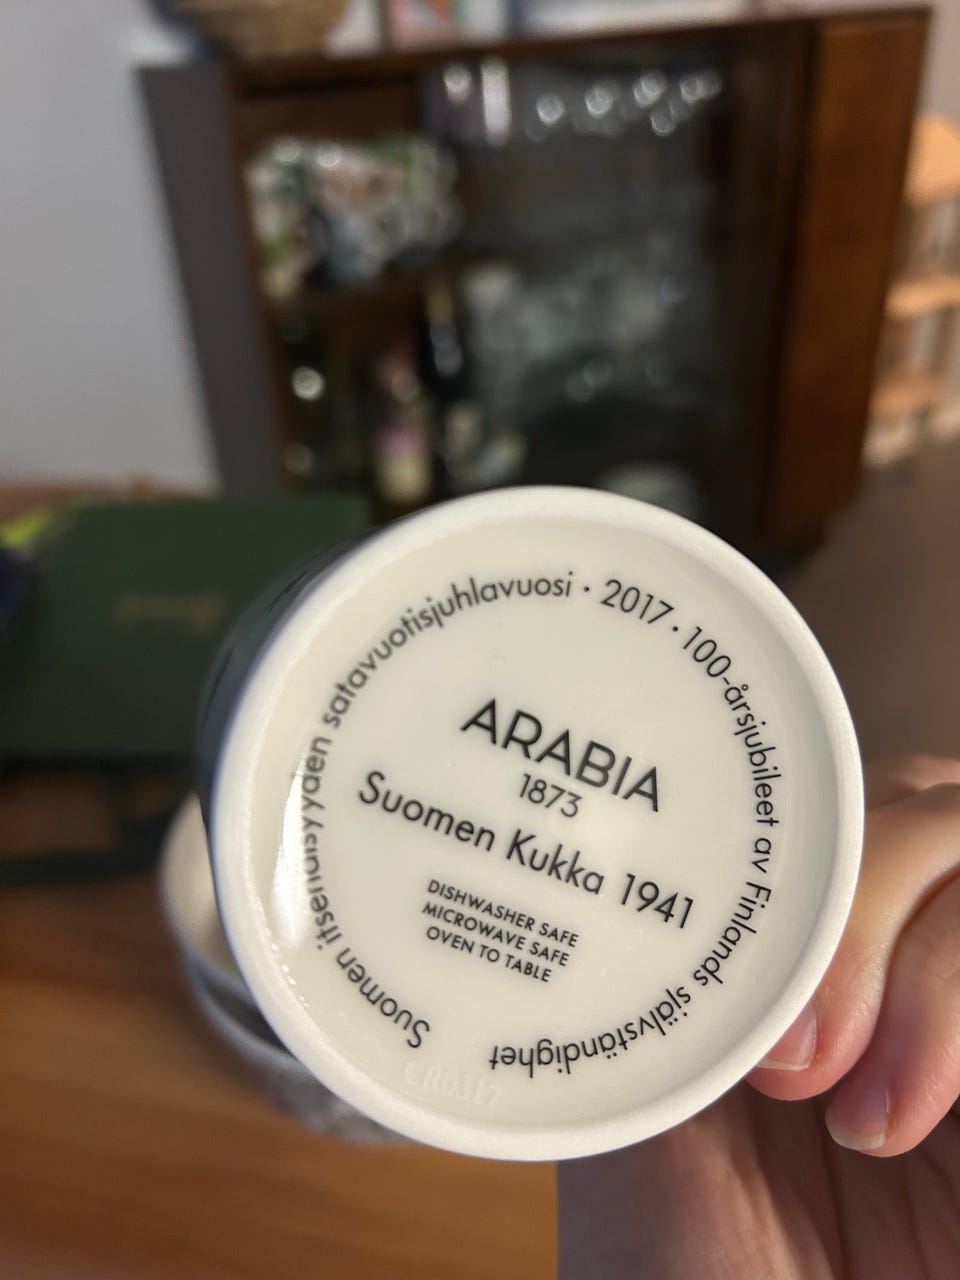 Suomen itsenäisyyden satavuotisjuhlavuosi · 2017 · 100-årsjubileet av Finlands självständighet
ARABIA
1873
Suomen Kukka 1941
DISHWASHER SAFE
MICROWAVE SAFE
OVEN TO TABLE